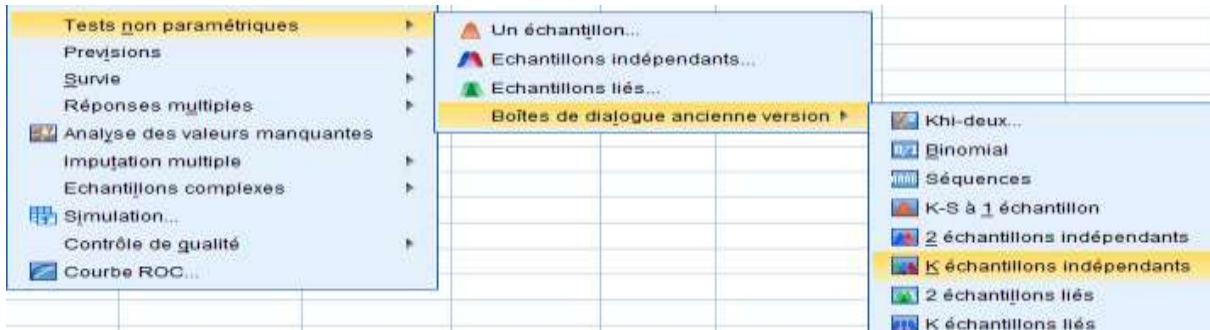 Tests non paramétriques
Prévisions
Survie
Réponses multiples
Analyse des valeurs manquantes
Imputation multiple
Echantillons complexes
Simulation...
Contrôle de qualité
Courbe ROC...
Un échantillon...
Echantillons indépendants...
Echantillons liés...
Boîtes de dialogue ancienne version
Khi-deux...
Binomial
Séquences
K-S à 1 échantillon
2 échantillons indépendants
K échantillons indépendants
2 échantillons liés
K échantillons liés